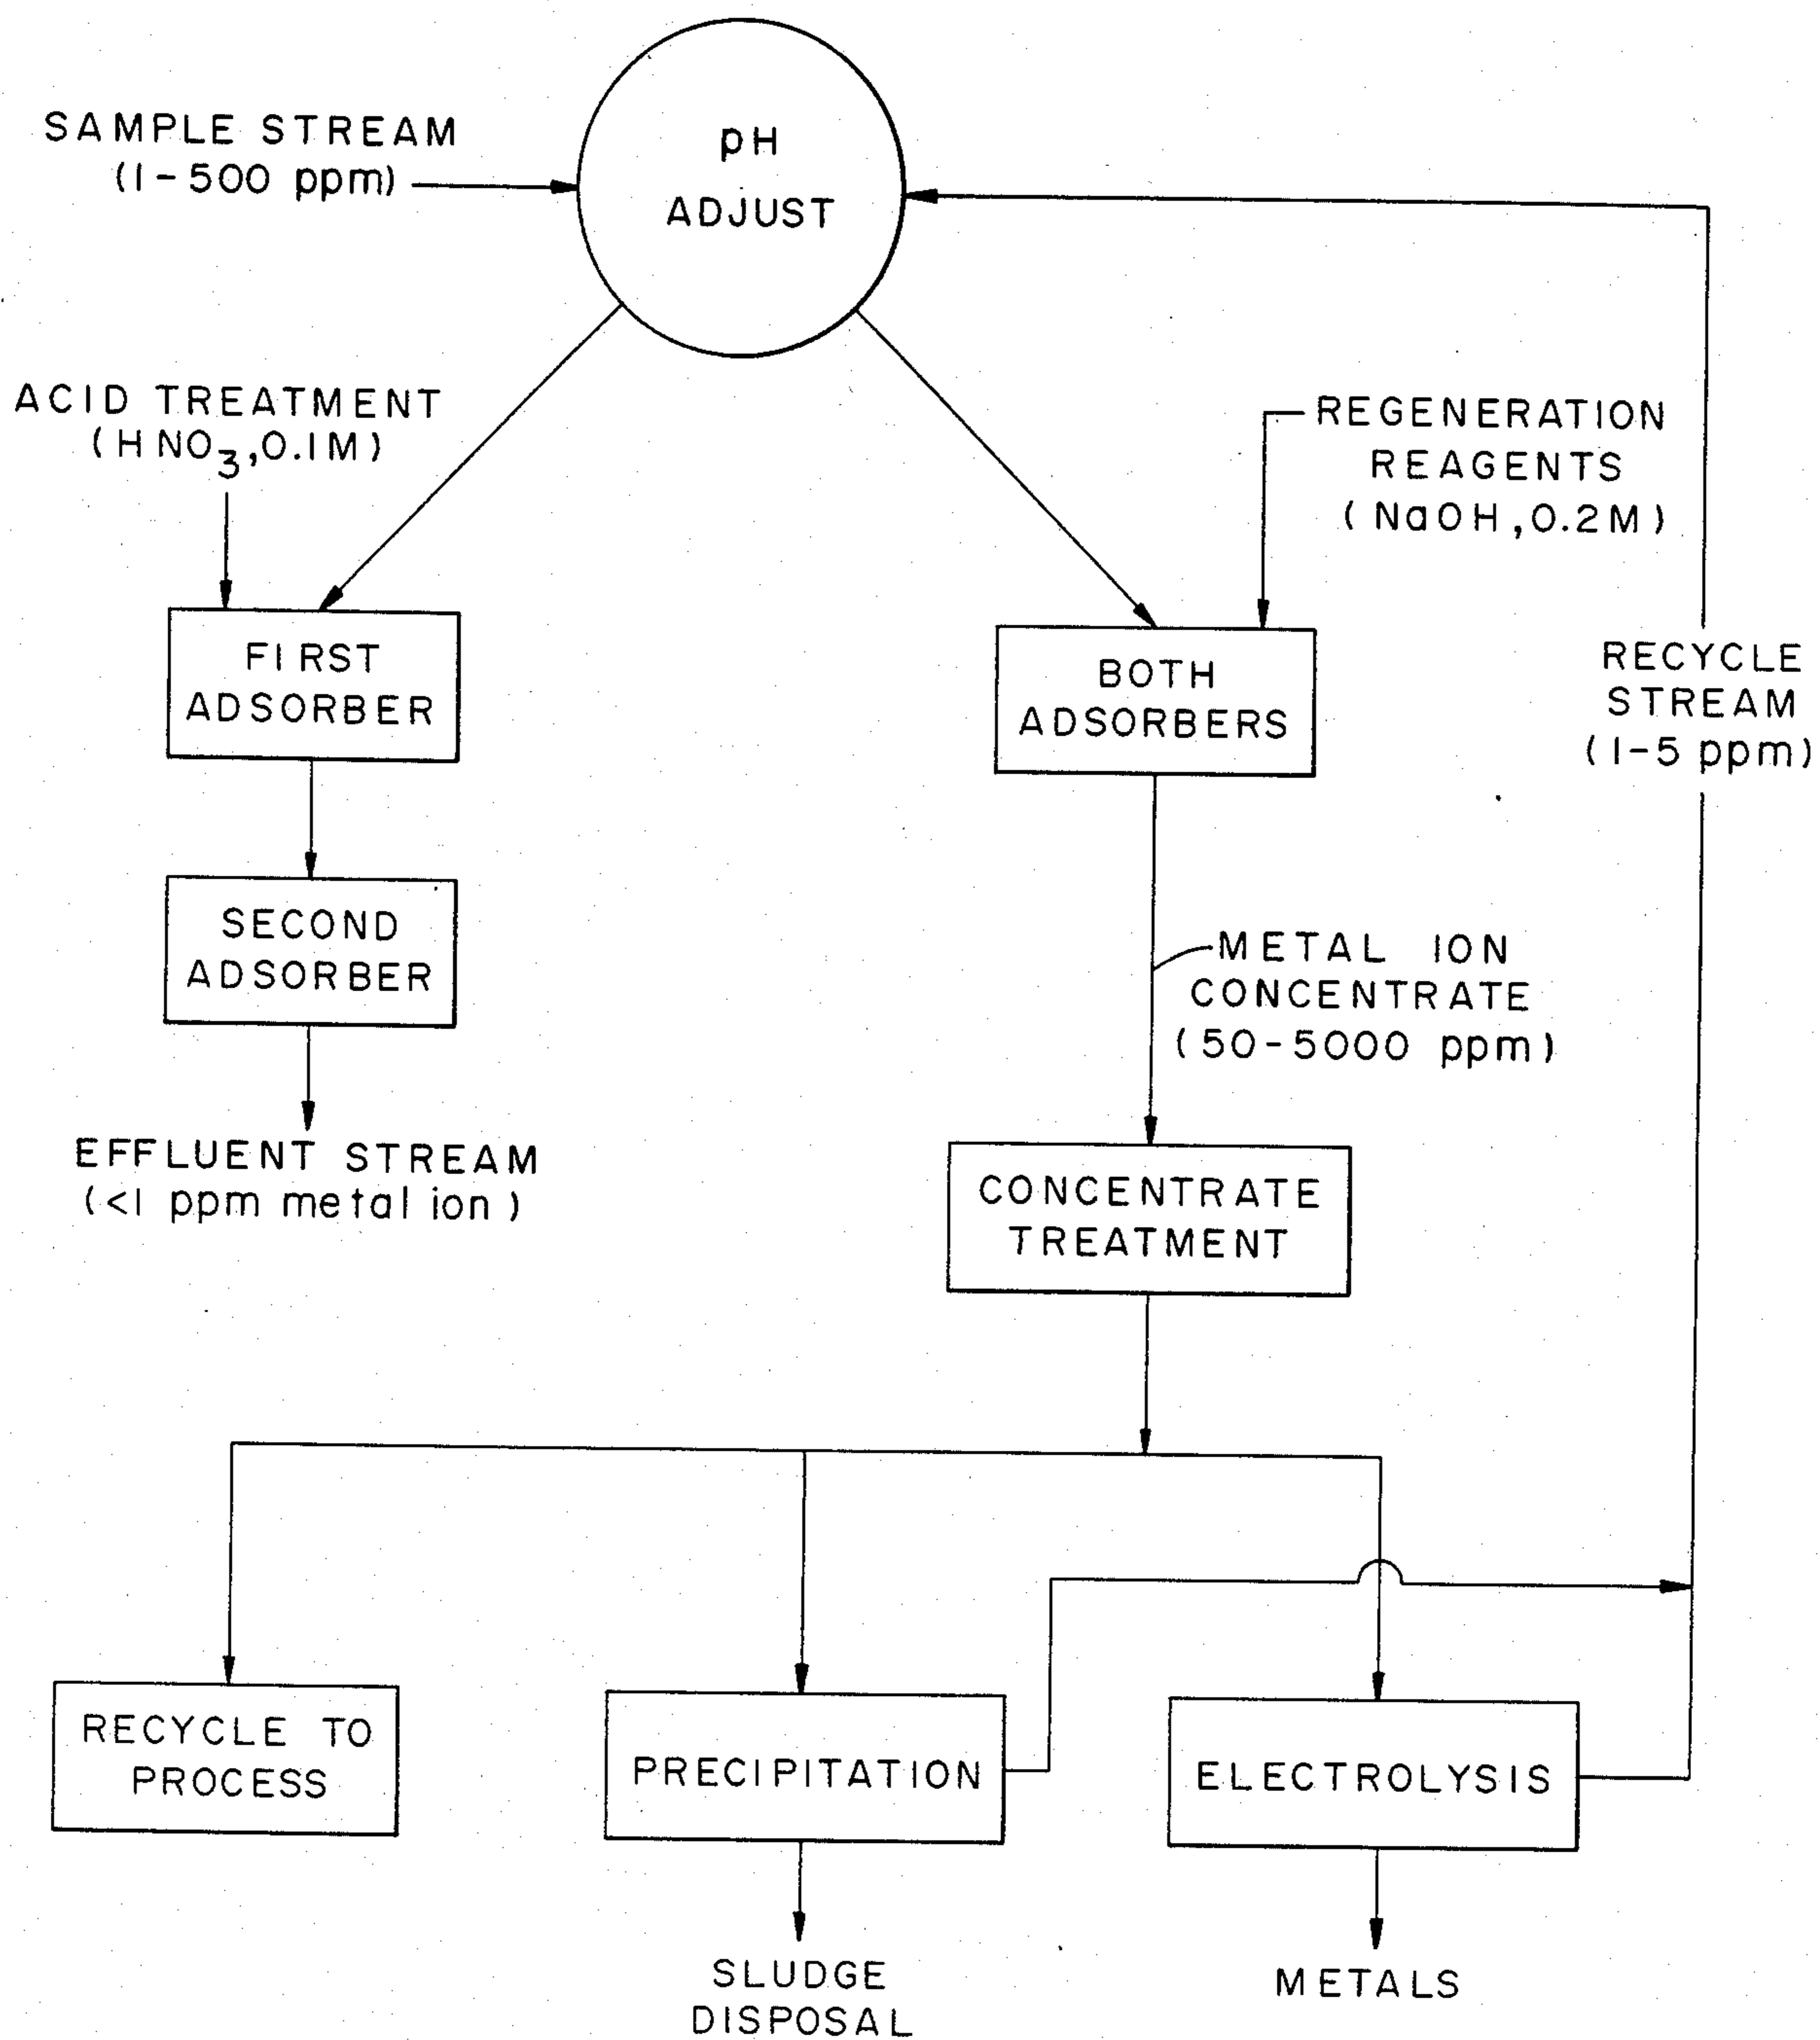 pH
ADJUST
SAMPLE STREAM
(1-500 ppm)
ACID TREATMENT
(HNO₃,0.1M)
REGENERATION
REAGENTS
(NaOH,0.2M)
FIRST
ADSORBER
BOTH
ADSORBERS
RECYCLE
STREAM
(1-5 ppm)
SECOND
ADSORBER
METAL ION
CONCENTRATE
(50-5000 ppm)
EFFLUENT STREAM
(<1 ppm metal ion)
CONCENTRATE
TREATMENT
RECYCLE TO
PROCESS
PRECIPITATION
ELECTROLYSIS
SLUDGE
DISPOSAL
METALS